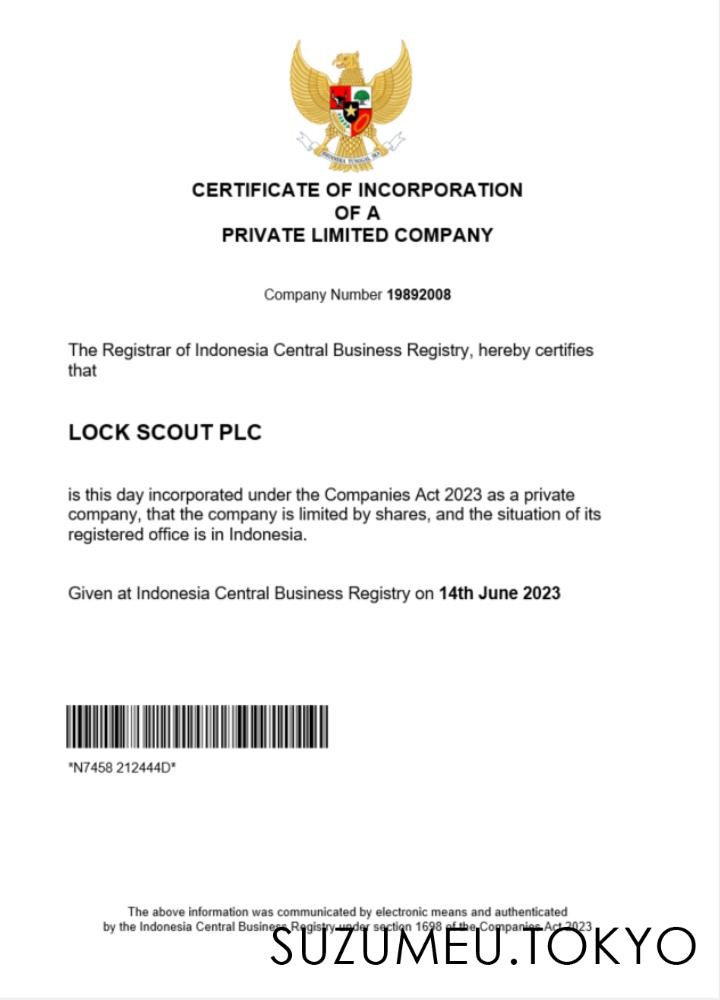 CERTIFICATE OF INCORPORATION
OF A
PRIVATE LIMITED COMPANY
Company Number 19892008
The Registrar of Indonesia Central Business Registry, hereby certifies
that
LOCK SCOUT PLC
is this day incorporated under the Companies Act 2023 as a private
company, that the company is limited by shares, and the situation of its
registered office is in Indonesia.
Given at Indonesia Central Business Registry on 14th June 2023
*N7458 212444D*
The above information was communicated by electronic means and authenticated
by the Indonesia Central Business Registry under section 1698 of the Companies Act 2023
SUZUMEU.TOKYO